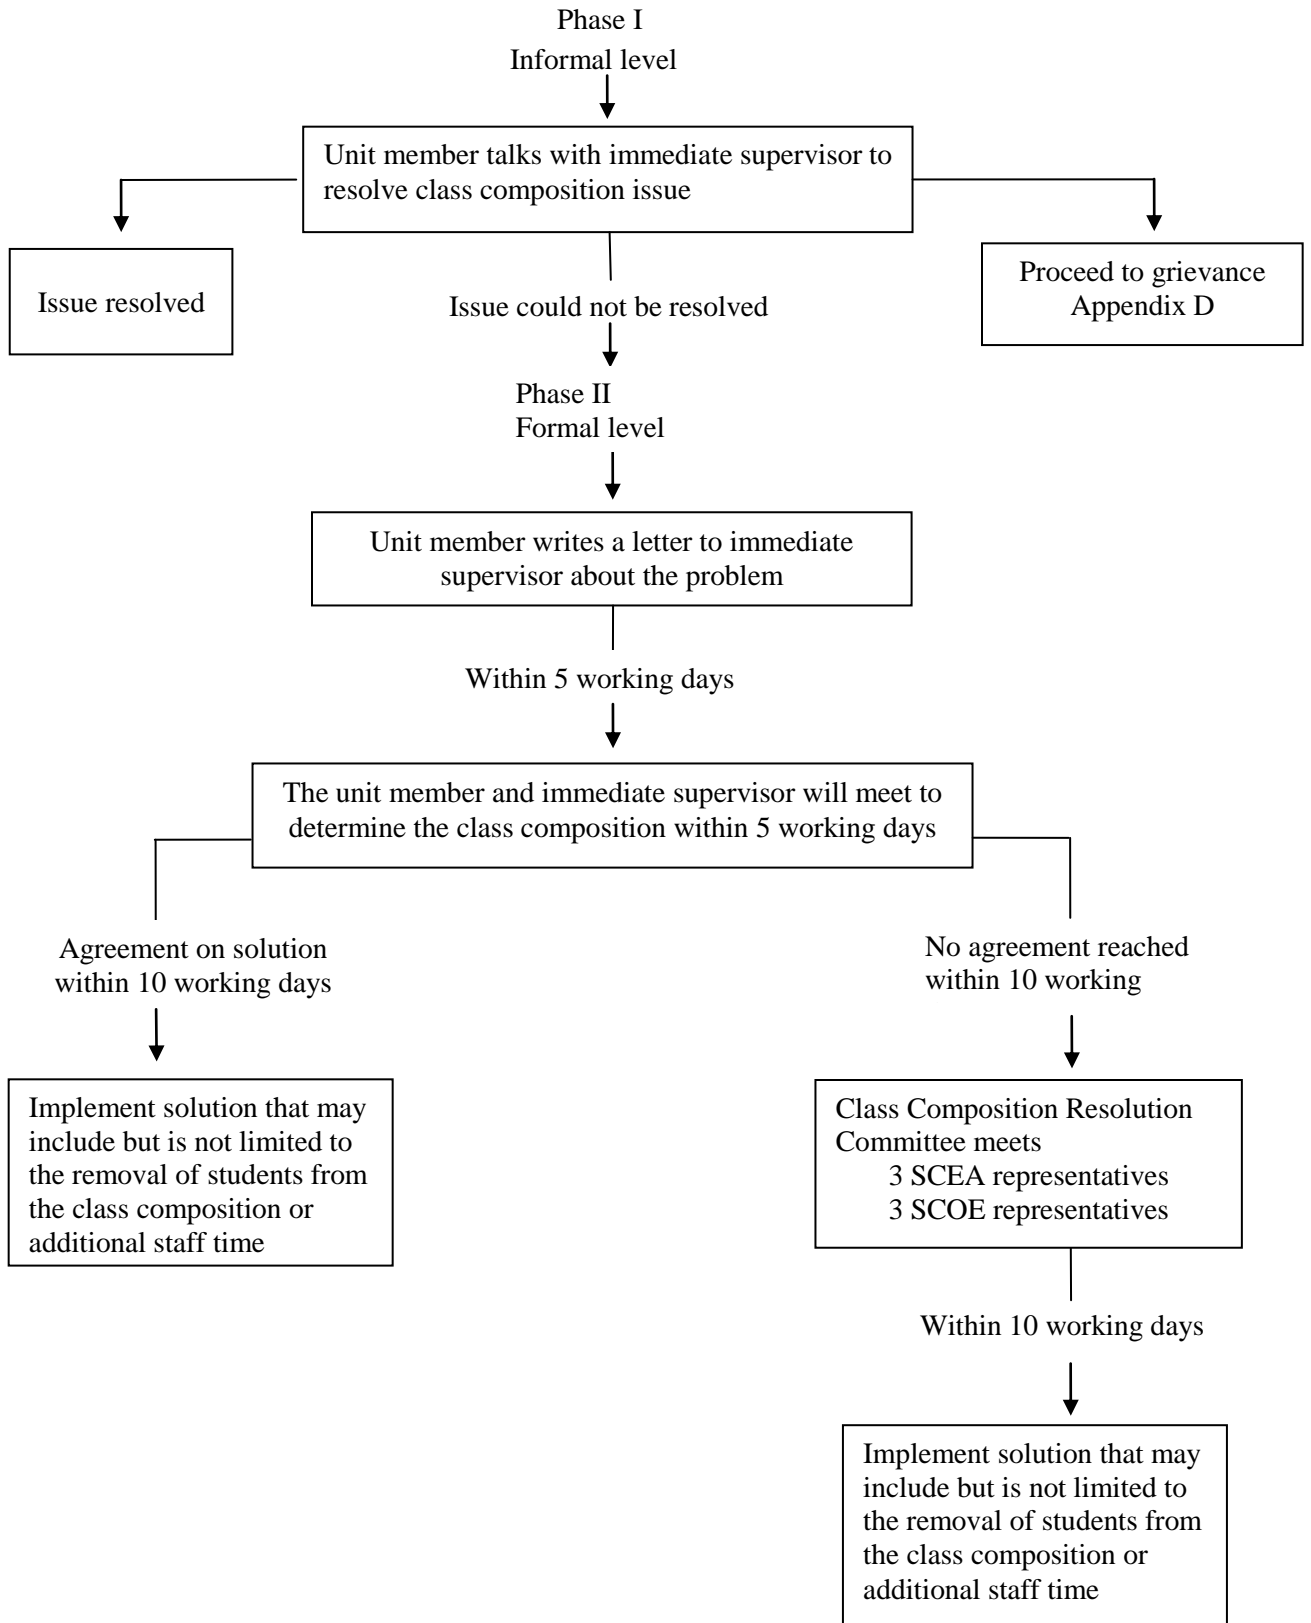 Phase I
Informal level
Unit member talks with immediate supervisor to
resolve class composition issue
Issue resolved
Issue could not be resolved
Proceed to grievance
Appendix D
Phase II
Formal level
Unit member writes a letter to immediate
supervisor about the problem
Within 5 working days
The unit member and immediate supervisor will meet to
determine the class composition within 5 working days
Agreement on solution
within 10 working days
No agreement reached
within 10 working
Implement solution that may
include but is not limited to
the removal of students from
the class composition or
additional staff time
Class Composition Resolution
Committee meets
3 SCEA representatives
3 SCOE representatives
Within 10 working days
Implement solution that may
include but is not limited to
the removal of students from
the class composition or
additional staff time